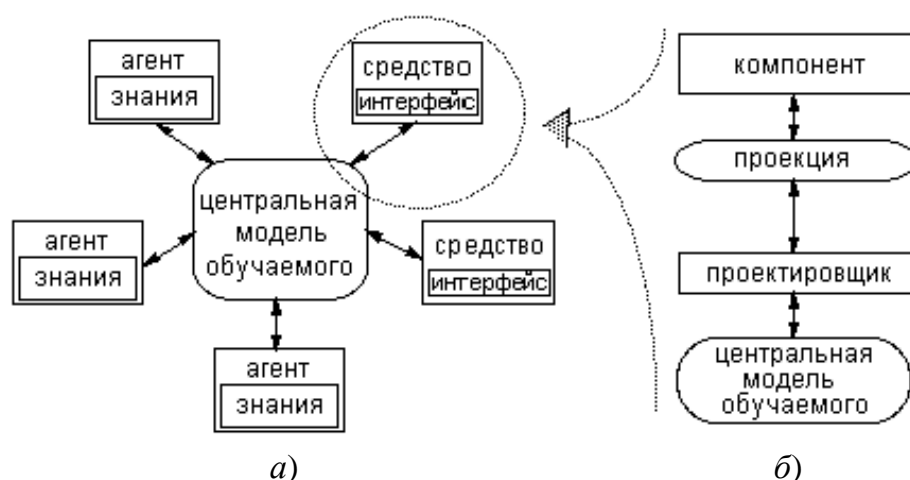 агент
знания
средство
интерфейс
центральная
модель
обучаемого
агент
знания
средство
интерфейс
агент
знания
а)
компонент
проекция
проектировщик
центральная
модель
обучаемого
б)